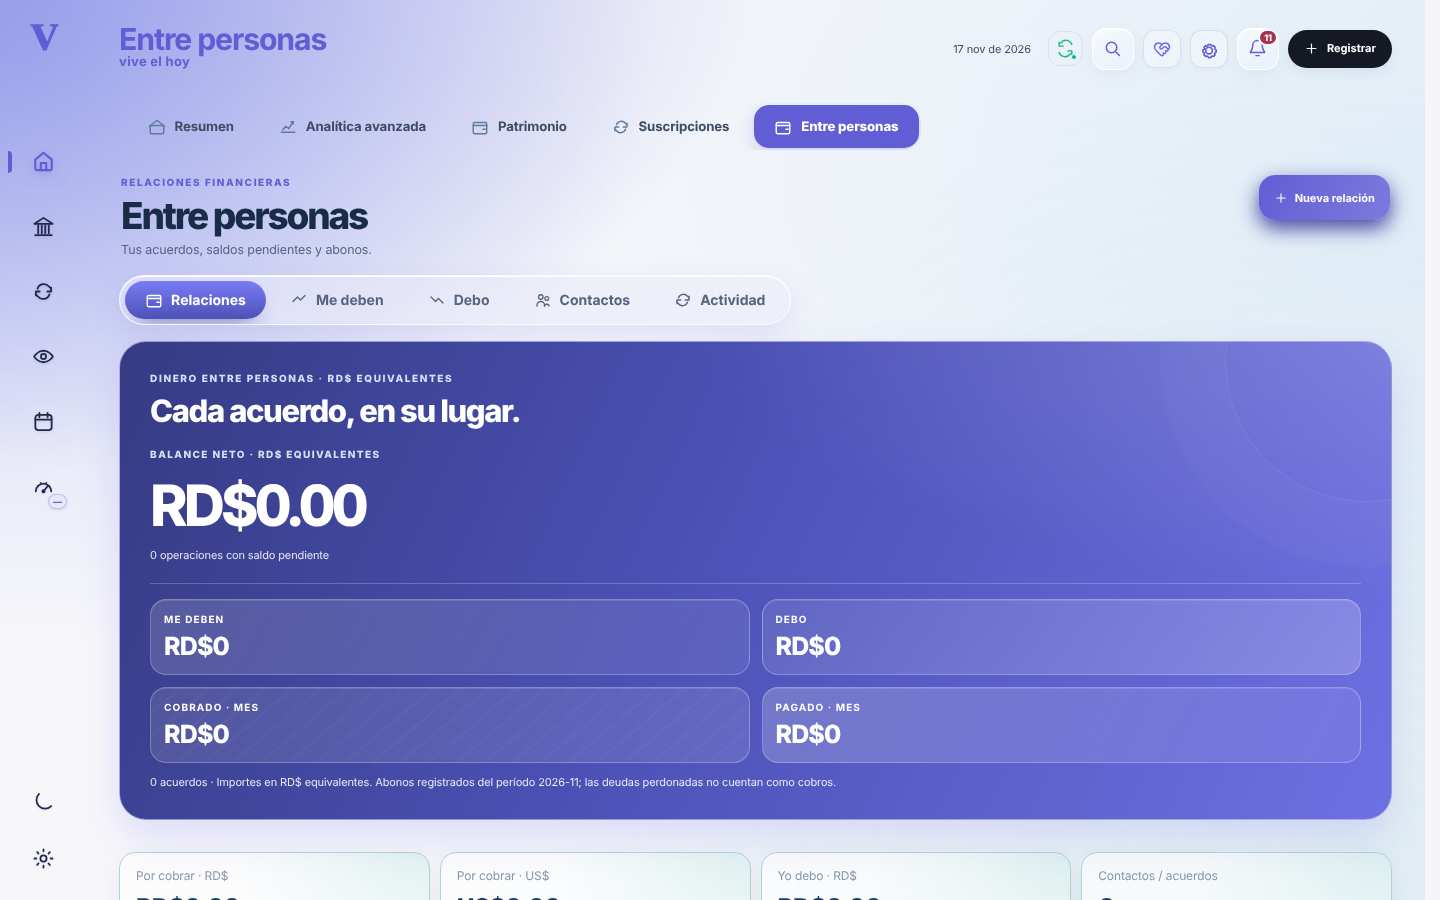 V
Entre personas
vive el hoy
17 nov de 2026
11
Registrar
Resumen
Analítica avanzada
Patrimonio
Suscripciones
Entre personas
RELACIONES FINANCIERAS
Entre personas
Tus acuerdos, saldos pendientes y abonos.
Nueva relación
Relaciones
Me deben
Debo
Contactos
Actividad
DINERO ENTRE PERSONAS · RD$ EQUIVALENTES
Cada acuerdo, en su lugar.
BALANCE NETO · RD$ EQUIVALENTES
RD$0.00
0 operaciones con saldo pendiente
ME DEBEN
RD$0
DEBO
RD$0
COBRADO · MES
RD$0
PAGADO · MES
RD$0
0 acuerdos · Importes en RD$ equivalentes. Abonos registrados del período 2026-11; las deudas perdonadas no cuentan como cobros.
Por cobrar · RD$
Por cobrar · US$
Yo debo · RD$
Contactos / acuerdos